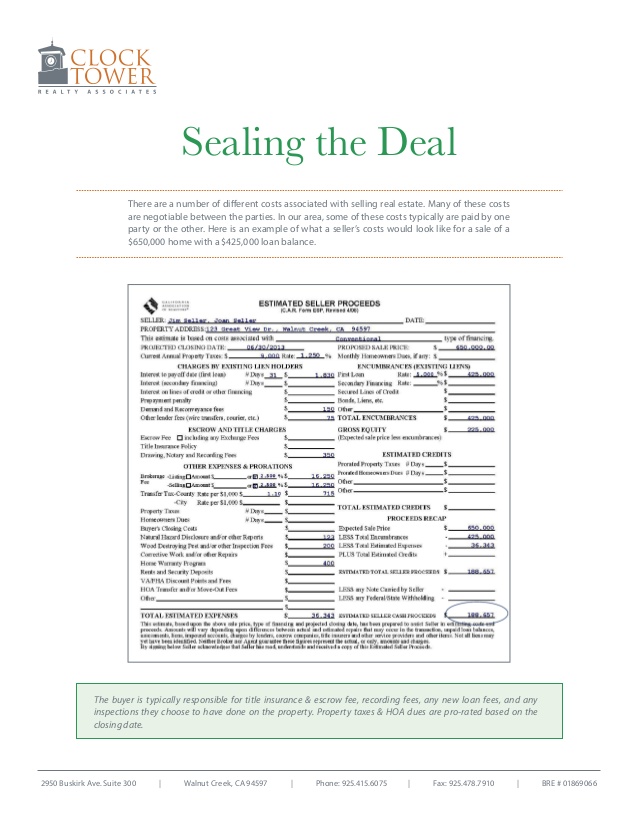 CLOCK
TOWER
REALTY ASSOCIATES
Sealing the Deal
There are a number of different costs associated with selling real estate. Many of these costs
are negotiable between the parties. In our area, some of these costs typically are paid by one
party or the other. Here is an example of what a seller's costs would look like for a sale of a
$650,000 home with a $425,000 loan balance.
CALIFORNIA
ASSOCIATION
OF REALTORS®
ESTIMATED SELLER PROCEEDS
(C.A.R. Form ESP, Revised 4/06)
SELLER: Jim Seller, Joan Seller DATE:
PROPERTY ADDRESS: 123 Great View Dr., Walnut Creek, CA 94597
This estimate is based on costs associated with Conventional type of financing.
PROJECTED CLOSING DATE: 06/30/2013 PROPOSED SALE PRICE: $ 650,000.00
Current Annual Property Taxes: $ 9,000 Rate: 1.250 % Monthly Homeowners Dues, if any: $
CHARGES BY EXISTING LIEN HOLDERS
Interest to payoff date (first loan) # Days 31 $ 1,830
Interest (secondary financing) # Days $
Interest on lines of credit or other financing $
Prepayment penalty $
Demand and Reconveyance fees $ 150
Other lender fees (wire transfers, courier, etc.) $ 75
ESCROW AND TITLE CHARGES
Escrow Fee including any Exchange Fees $
Title Insurance Policy $
Drawing, Notary and Recording Fees $ 350
OTHER EXPENSES & PRORATIONS
Brokerage -Listing Amount $ or 2.500 % $ 16,250
Fee -Selling Amount $ or 2.500 % $ 16,250
Transfer Tax-County Rate per $1,000 $ 1.10 $ 715
-City Rate per $1,000 $ $
Property Taxes # Days $
Homeowners Dues # Days $
Buyer's Closing Costs $
Natural Hazard Disclosure and/or other Reports $ 123
Wood Destroying Pest and/or other Inspection Fees $ 200
Corrective Work and/or other Repairs $
Home Warranty Program $ 400
Rents and Security Deposits $
VA/FHA Discount Points and Fees $
HOA Transfer and/or Move-Out Fees $
Other $
$
TOTAL ESTIMATED EXPENSES $ 36,343
ENCUMBRANCES (EXISTING LIENS)
First Loan Rate: 1.000 % $ 425,000
Secondary Financing Rate: % $
Secured Lines of Credit $
Bonds, Liens, etc. $
Other $
TOTAL ENCUMBRANCES $ 425,000
GROSS EQUITY $ 225,000
(Expected sale price less encumbrances)
ESTIMATED CREDITS
Prorated Property Taxes # Days $
Prorated Homeowners Dues # Days $
Other $
Other $
TOTAL ESTIMATED CREDITS $
PROCEEDS RECAP
Expected Sale Price $ 650,000
LESS Total Encumbrances - 425,000
LESS Total Estimated Expenses - 36,343
PLUS Total Estimated Credits +
ESTIMATED TOTAL SELLER PROCEEDS $ 188,657
LESS any Note Carried by Seller -
LESS any Federal/State Withholding -
ESTIMATED SELLER CASH PROCEEDS $ 188,657
This estimate, based upon the above sale price, type of financing and projected closing date, has been prepared to assist Seller in estimating costs and
proceeds. Amounts will vary depending upon differences between actual and estimated repairs that may occur in the transaction, unpaid loan balances,
assessments, liens, impound accounts, charges by lenders, escrow companies, title insurers and other service providers and other items. Not all liens may
yet have been identified. Neither Broker nor Agent guarantee these figures represent the actual, or only, amounts and charges.
By signing below Seller acknowledges that Seller has read, understands and received a copy of this Estimated Seller Proceeds.
The buyer is typically responsible for title insurance & escrow fee, recording fees, any new loan fees, and any
inspections they choose to have done on the property. Property taxes & HOA dues are pro-rated based on the
closing date.
2950 Buskirk Ave. Suite 300 | Walnut Creek, CA 94597 | Phone: 925.415.6075 | Fax: 925.478.7910 | BRE # 01869066